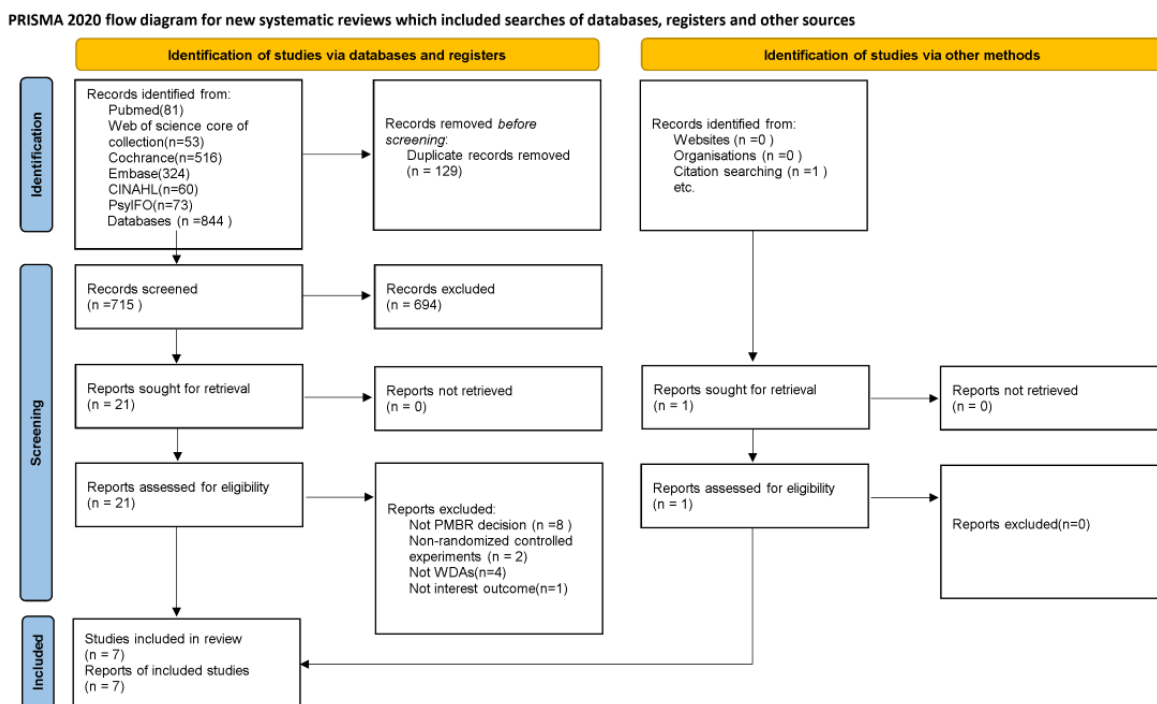 PRISMA 2020 flow diagram for new systematic reviews which included searches of databases, registers and other sources
Identification of studies via databases and registers
Identification of studies via other methods
Identification
Records identified from:
Pubmed(81)
Web of science core of
collection(n=53)
Cochrance(n=516)
Embase(324)
CINAHL(n=60)
PsyIFO(n=73)
Databases (n =844 )
Records removed before
screening:
Duplicate records removed
(n = 129)
Records identified from:
Websites (n =0 )
Organisations (n =0 )
Citation searching (n =1 )
etc.
Screening
Records screened
(n =715 )
Records excluded
(n = 694)
Reports sought for retrieval
(n = 21)
Reports not retrieved
(n = 0)
Reports sought for retrieval
(n = 1)
Reports not retrieved
(n = 0)
Reports assessed for eligibility
(n = 21)
Reports excluded:
Not PMBR decision (n =8 )
Non-randomized controlled
experiments (n = 2)
Not WDAs(n=4)
Not interest outcome(n=1)
Reports assessed for eligibility
(n = 1)
Reports excluded(n=0)
Included
Studies included in review
(n = 7)
Reports of included studies
(n = 7)